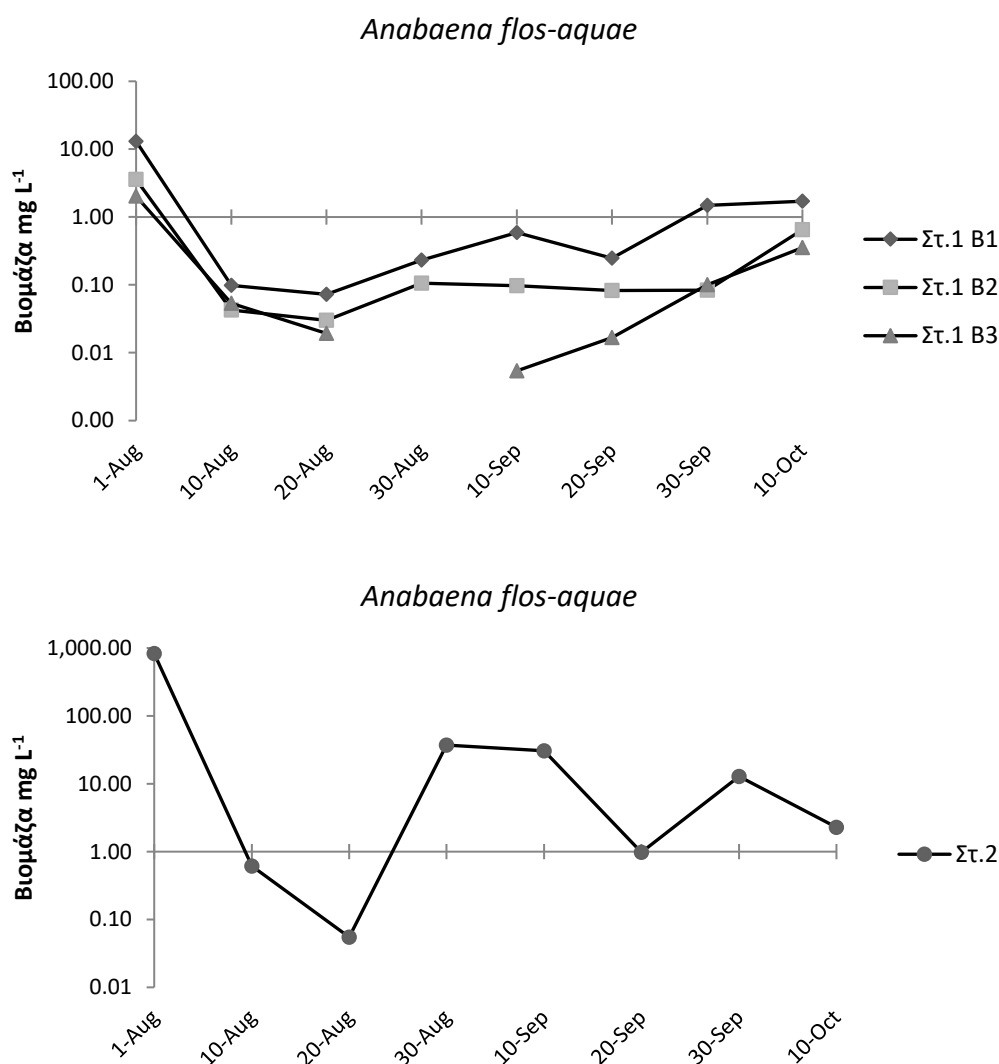 Anabaena flos-aquae
100.00
10.00
1.00
0.10
0.01
0.00
Βιομάζα mg L-1
1-Aug
10-Aug
20-Aug
30-Aug
10-Sep
20-Sep
30-Sep
10-Oct
Στ.1 B1
Στ.1 B2
Στ.1 B3
Anabaena flos-aquae
1,000.00
100.00
10.00
1.00
0.10
0.01
Βιομάζα mg L-1
1-Aug
10-Aug
20-Aug
30-Aug
10-Sep
20-Sep
30-Sep
10-Oct
Στ.2